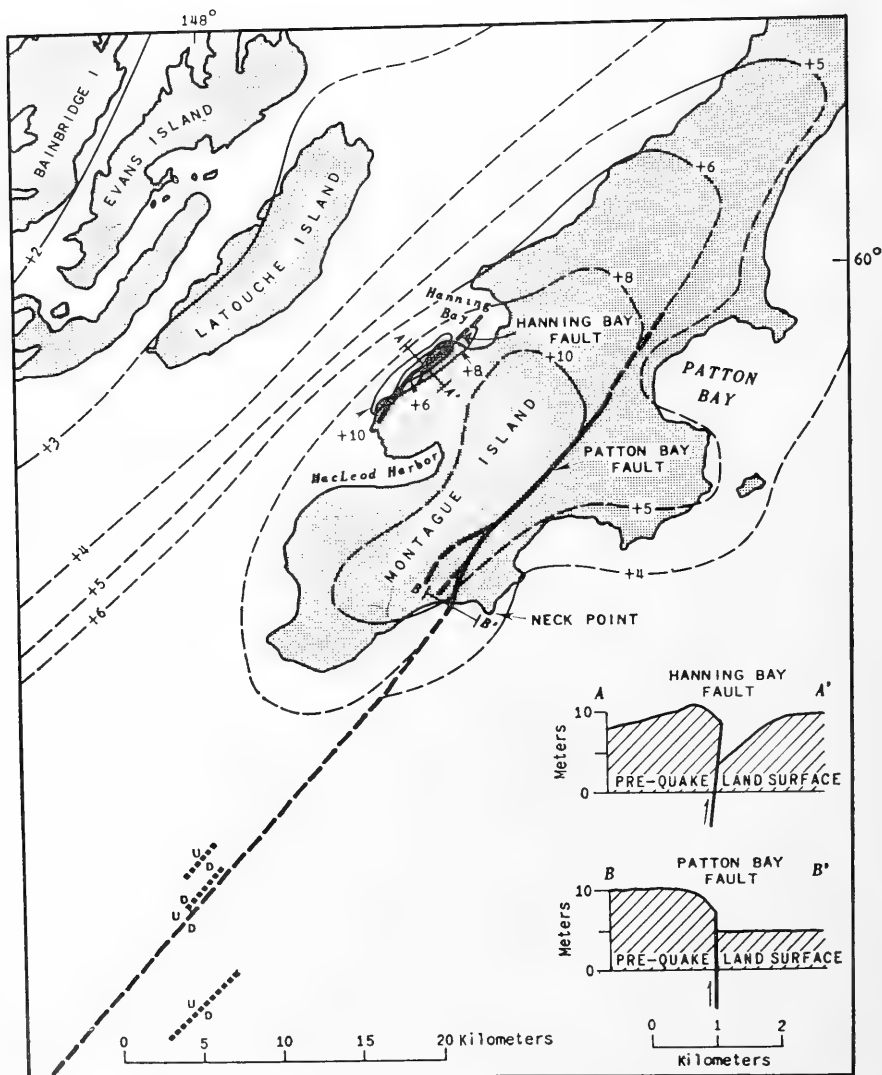 148°
BAINBRIDGE I
EVANS ISLAND
LATOUCHE ISLAND
+5
+6
+2
60°
+8
Hanning Bay
HANNING BAY FAULT
A
+10
A'
+8
+6
+10
PATTON BAY
+3
MacLeod Harbor
MONTAGUE ISLAND
PATTON BAY FAULT
+5
+4
+4
+5
+6
B
B'
NECK POINT
HANNING BAY FAULT
A
A'
10
Meters
PRE-QUAKE LAND SURFACE
0
PATTON BAY FAULT
B
B'
10
Meters
PRE-QUAKE LAND SURFACE
0
U
D
D
U
D
U
D
0 5 10 20 Kilometers
0 1 2
Kilometers